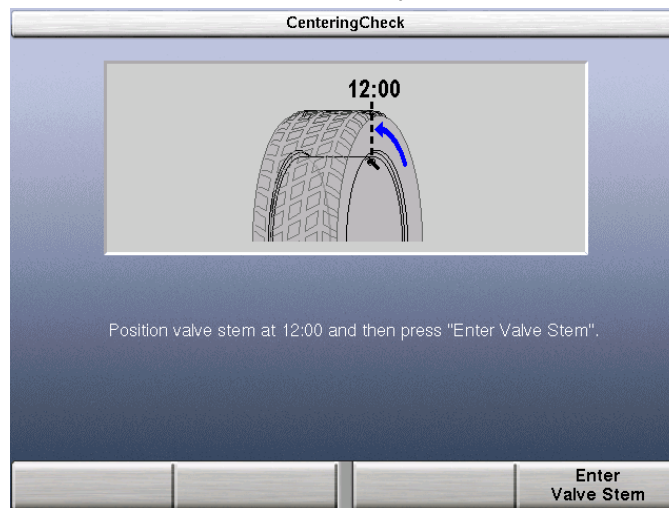 CenteringCheck
12:00
Position valve stem at 12:00 and then press "Enter Valve Stem".
Enter
Valve Stem